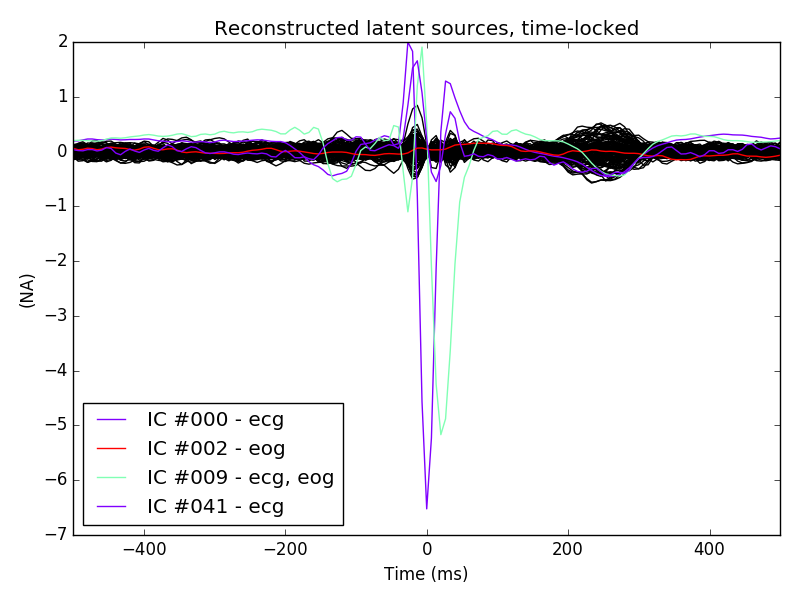 Reconstructed latent sources, time-locked
2
1
0
−1
−2
−3
−4
−5
−6
−7
(NA)
IC #000 - ecg
IC #002 - eog
IC #009 - ecg, eog
IC #041 - ecg
−400 −200 0 200 400
Time (ms)